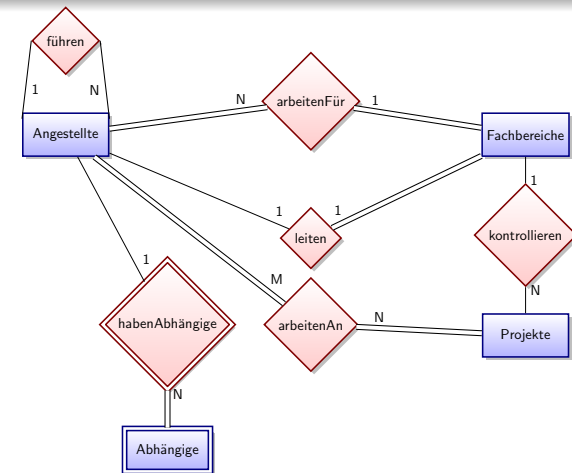 führen
1
N
Angestellte
N
arbeitenFür
1
Fachbereiche
1
leiten
1
1
kontrollieren
N
1
habenAbhängige
N
M
arbeitenAn
N
Projekte
Abhängige